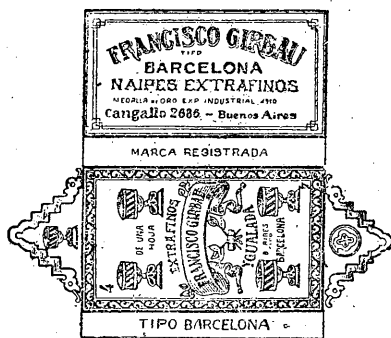 FRANCISCO GIRBAU
TIPO
BARCELONA
NAIPES EXTRAFINOS
MEDALLA DE ORO EXP. INDUSTRIAL 1910
Cangallo 2686 - Buenos Aires
MARCA REGISTRADA
4
DE UNA
HOJA
EXTRAFINOS
FRANCISCO GIRBAU
IGUALADA
B. AIRES
BARCELONA
TIPO BARCELONA